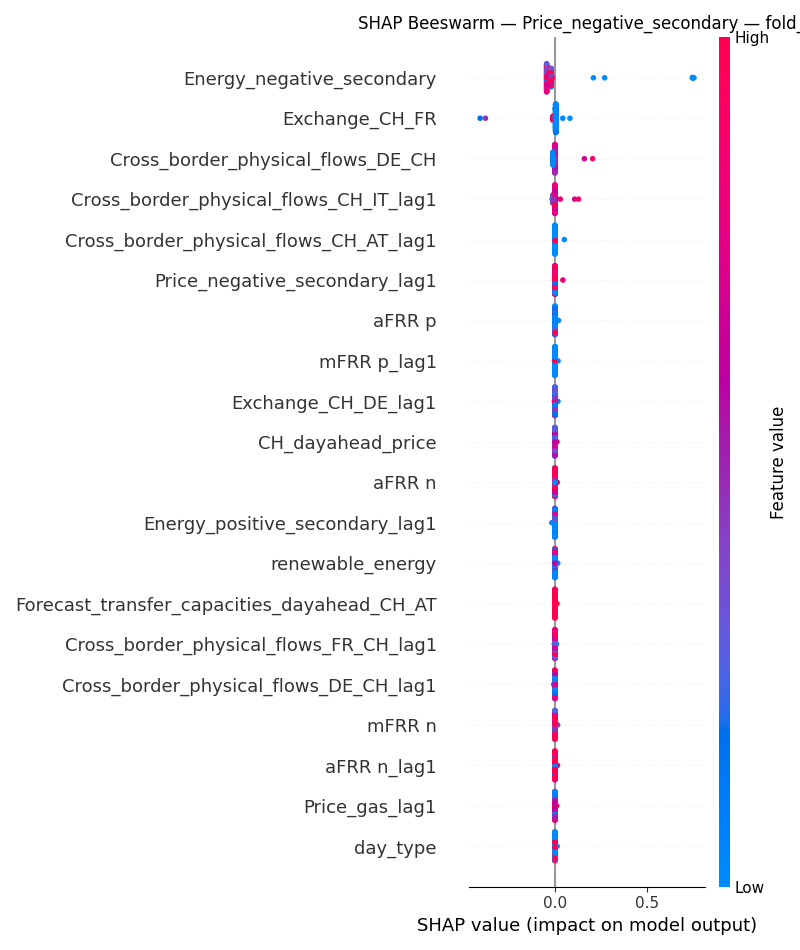 SHAP Beeswarm — Price_negative_secondary — fold_
High
Energy_negative_secondary
Exchange_CH_FR
Cross_border_physical_flows_DE_CH
Cross_border_physical_flows_CH_IT_lag1
Cross_border_physical_flows_CH_AT_lag1
Price_negative_secondary_lag1
aFRR p
mFRR p_lag1
Exchange_CH_DE_lag1
CH_dayahead_price
aFRR n
Energy_positive_secondary_lag1
renewable_energy
Forecast_transfer_capacities_dayahead_CH_AT
Cross_border_physical_flows_FR_CH_lag1
Cross_border_physical_flows_DE_CH_lag1
mFRR n
aFRR n_lag1
Price_gas_lag1
day_type
Feature value
Low
0.0 0.5
SHAP value (impact on model output)